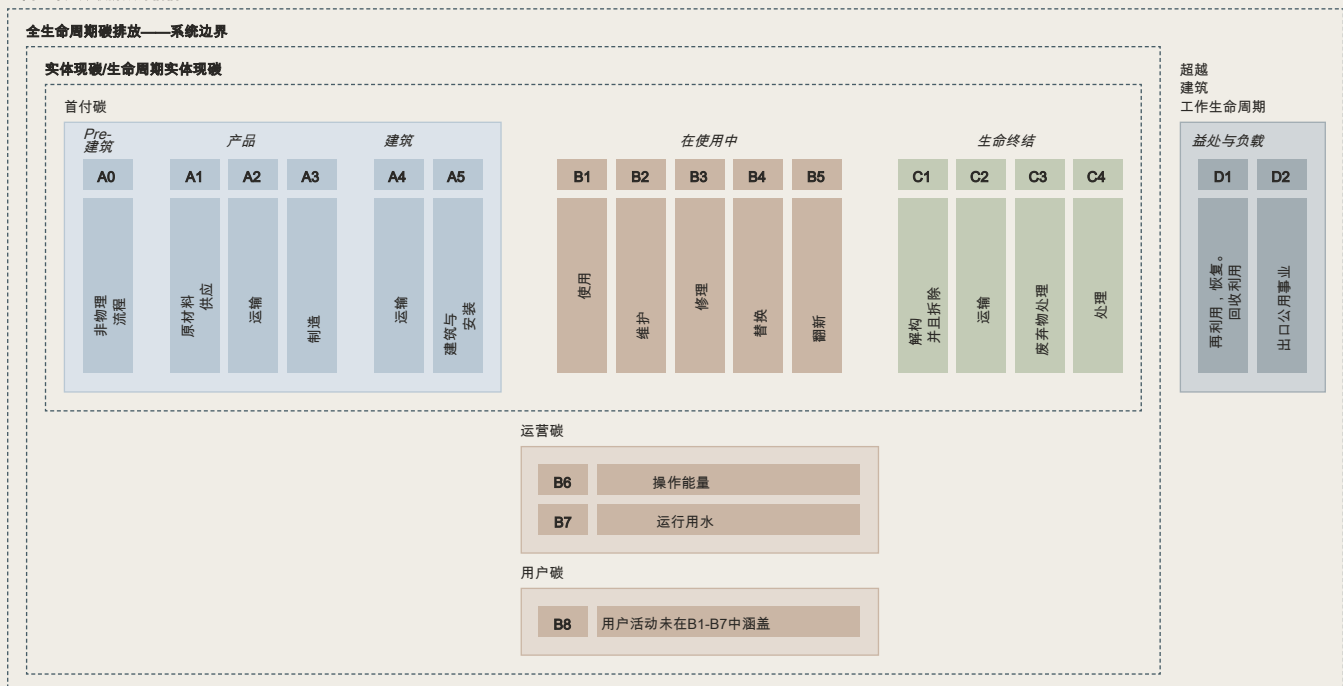 全生命周期碳排放——系统边界
实体现碳/生命周期实体现碳
超越
建筑
工作生命周期
首付碳
Pre-
建筑
产品
建筑
在使用中
生命终结
益处与负载
A0
A1
A2
A3
A4
A5
B1
B2
B3
B4
B5
C1
C2
C3
C4
D1
D2
非物理
流程
原材料
供应
运输
制造
运输
建筑与
安装
使用
维护
修理
替换
翻新
解构
并且拆除
运输
废弃物处理
处理
再利用，恢复。
回收利用
出口公用事业
运营碳
B6
操作能量
B7
运行用水
用户碳
B8
用户活动未在B1-B7中涵盖